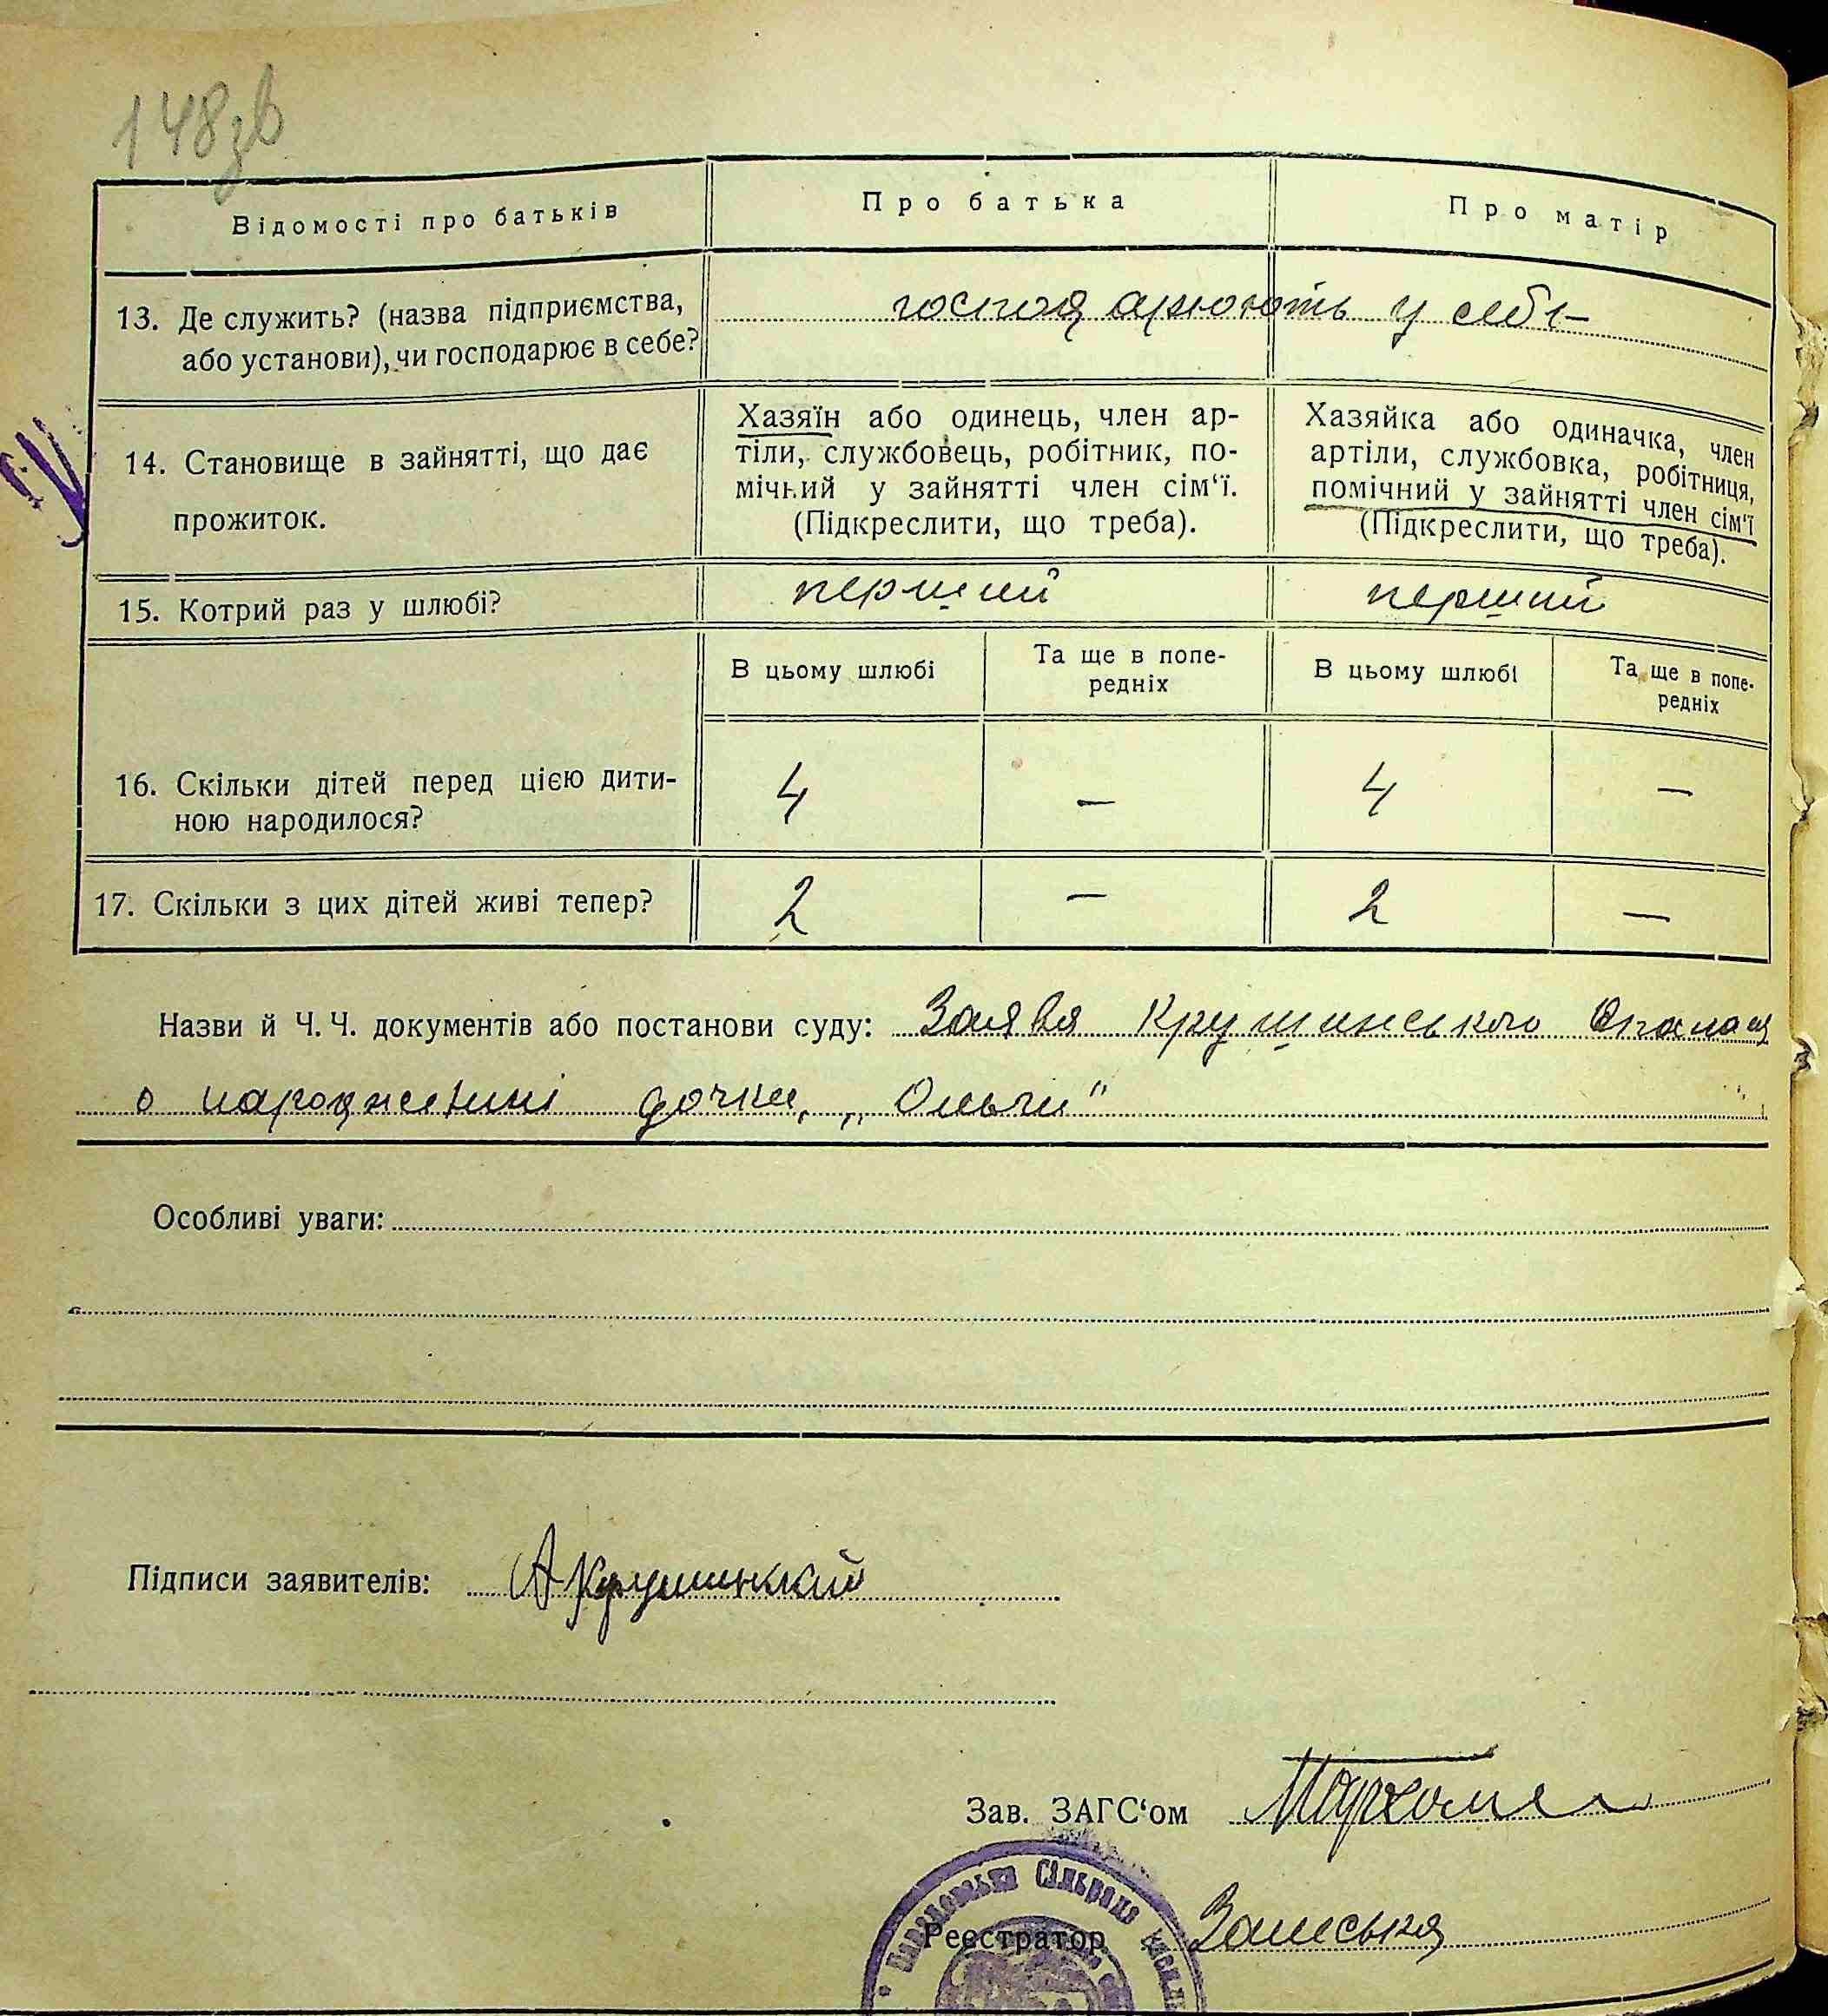 148зв
Відомості про батьків
Про батька
Про матір
13. Де служить? (назва підприємства,
або установи), чи господарює в себе?
господарюють у себе
14. Становище в зайнятті, що дає
прожиток.
Хазяїн або одинець, член ар-
тіли, службовець, робітник, по-
мічний у зайнятті член сім‘ї.
(Підкреслити, що треба).
Хазяйка або одиначка, член
артіли, службовка, робітниця,
помічний у зайнятті член сім‘ї
(Підкреслити, що треба).
15. Котрий раз у шлюбі?
перший
перший
В цьому шлюбі
Та ще в попе-
редніх
В цьому шлюбі
Та ще в попе-
редніх
16. Скільки дітей перед цією дити-
ною народилося?
4 — 4 —
17. Скільки з цих дітей живі тепер?
2 — 2 —
Назви й Ч. Ч. документів або постанови суду: Заява Крушинського
о народженні дочки „Ольги"
Особливі уваги:
Підписи заявителів: А Крушинкий
Зав. ЗАГС‘ом
Сільрада
Реєстратор